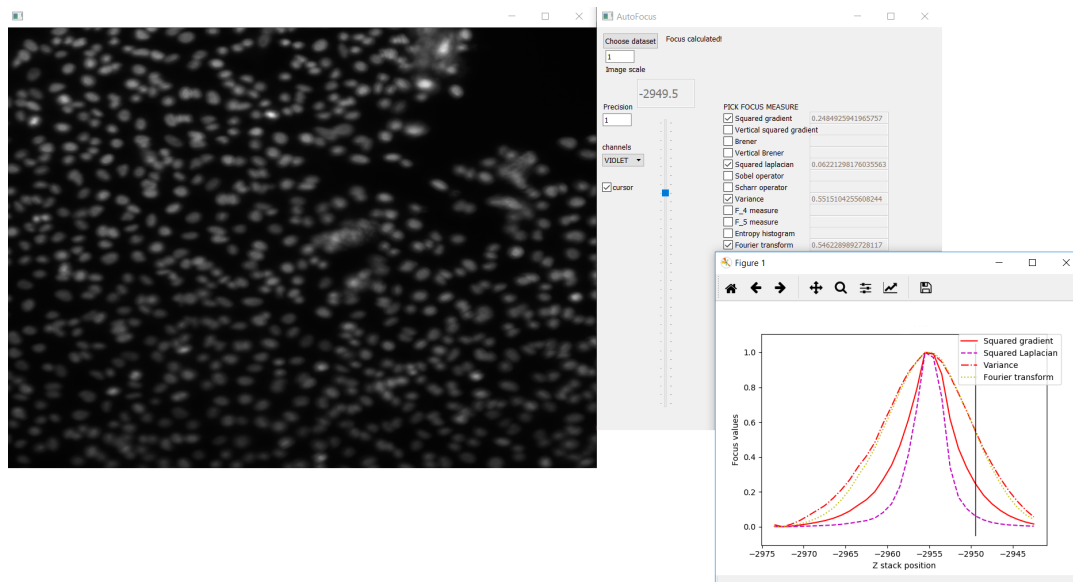 AutoFocus
Choose dataset
Focus calculated!
1
Image scale
-2949.5
Precision
1
channels
VIOLET
cursor
PICK FOCUS MEASURE
Squared gradient 0.2484925941965757
Vertical squared gradient
Brener
Vertical Brener
Squared laplacian 0.06221298176035563
Sobel operator
Scharr operator
Variance 0.5515104255608244
F_4 measure
F_5 measure
Entropy histogram
Fourier transform 0.5462289892728117
Figure 1
Squared gradient
Squared Laplacian
Variance
Fourier transform
1.0
0.8
0.6
0.4
0.2
0.0
Focus values
−2975 −2970 −2965 −2960 −2955 −2950 −2945
Z stack position